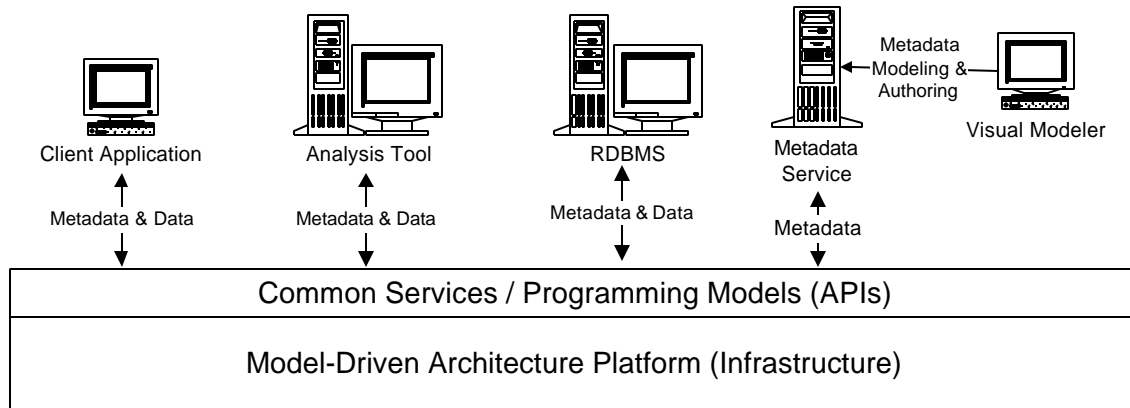 Metadata
Modeling &
Authoring
Client Application
Analysis Tool
RDBMS
Metadata
Service
Visual Modeler
Metadata & Data
Metadata & Data
Metadata & Data
Metadata
Common Services / Programming Models (APIs)
Model-Driven Architecture Platform (Infrastructure)